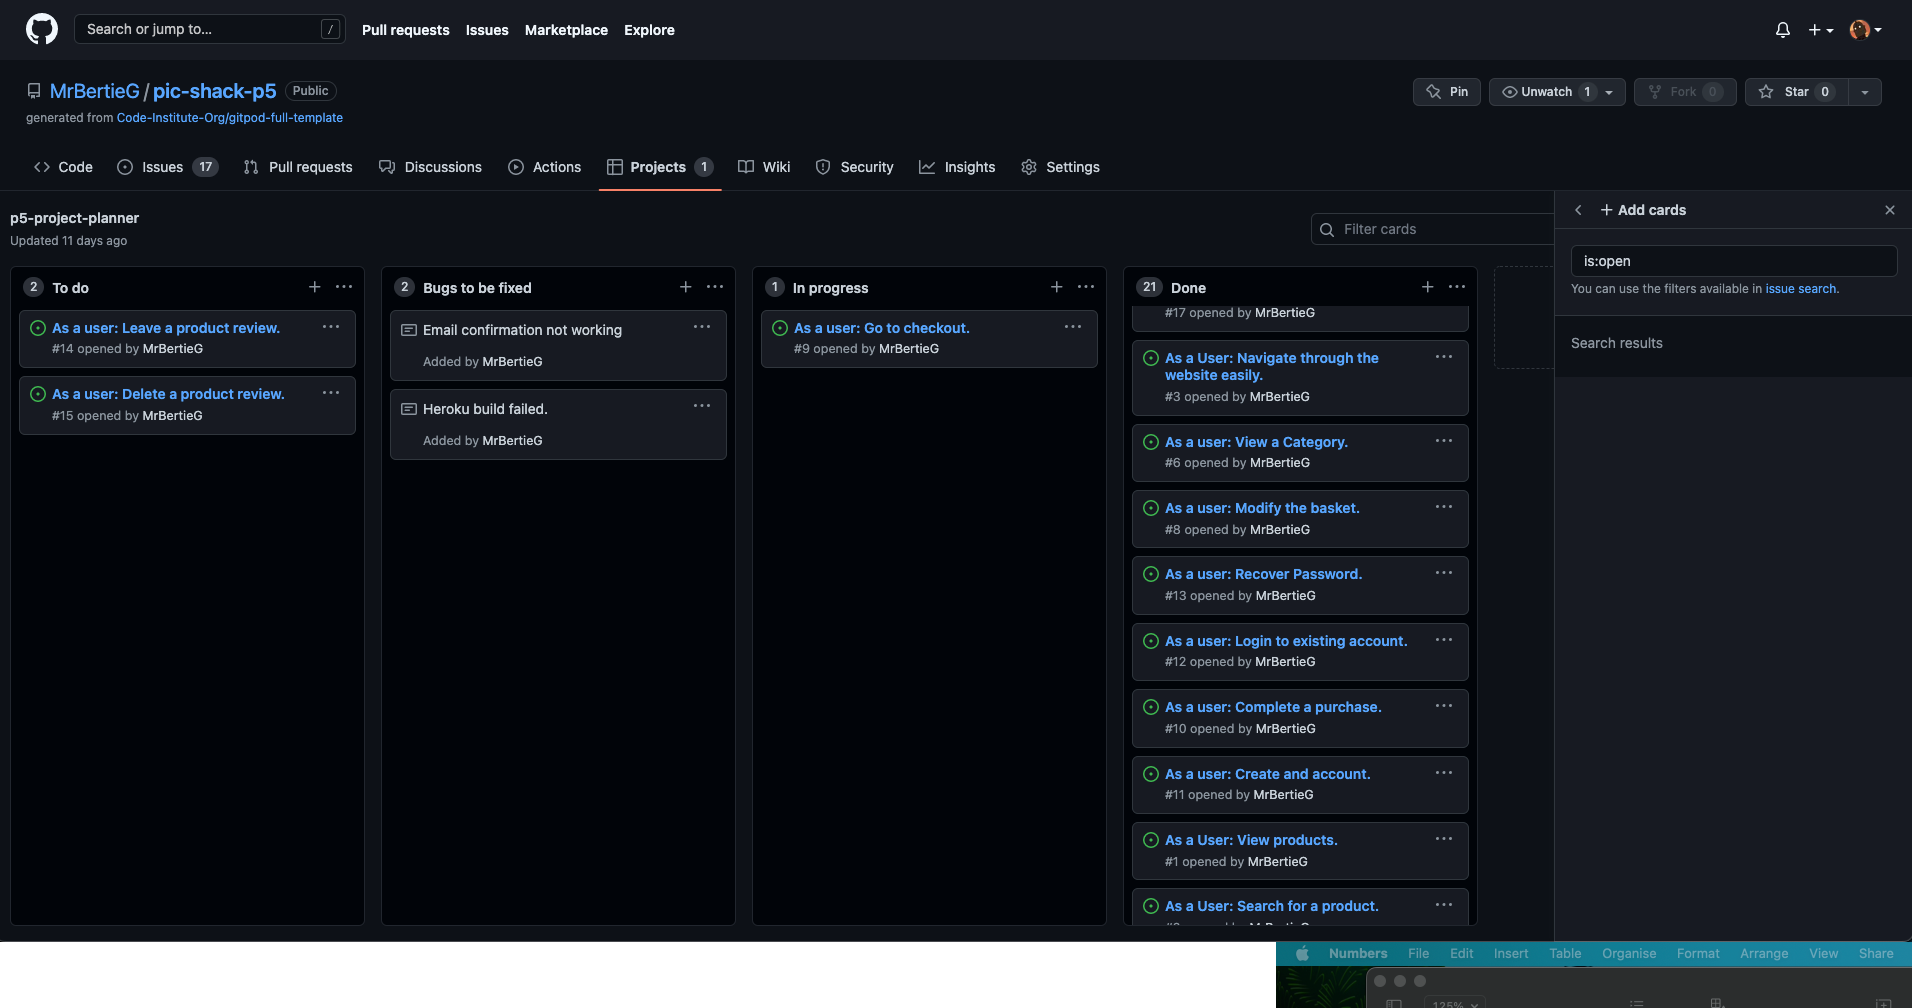 Search or jump to... /
Pull requests Issues Marketplace Explore
MrBertieG / pic-shack-p5 Public
generated from Code-Institute-Org/gitpod-full-template
Pin Unwatch 1 Fork 0 Star 0
Code Issues 17 Pull requests Discussions Actions Projects 1 Wiki Security Insights Settings
p5-project-planner
Updated 11 days ago
Filter cards
2 To do
As a user: Leave a product review.
#14 opened by MrBertieG
As a user: Delete a product review.
#15 opened by MrBertieG
2 Bugs to be fixed
Email confirmation not working
Added by MrBertieG
Heroku build failed.
Added by MrBertieG
1 In progress
As a user: Go to checkout.
#9 opened by MrBertieG
21 Done
#17 opened by MrBertieG
As a User: Navigate through the
website easily.
#3 opened by MrBertieG
As a user: View a Category.
#6 opened by MrBertieG
As a user: Modify the basket.
#8 opened by MrBertieG
As a user: Recover Password.
#13 opened by MrBertieG
As a user: Login to existing account.
#12 opened by MrBertieG
As a user: Complete a purchase.
#10 opened by MrBertieG
As a user: Create and account.
#11 opened by MrBertieG
As a User: View products.
#1 opened by MrBertieG
As a User: Search for a product.
Add cards
is:open
You can use the filters available in issue search.
Search results
Numbers File Edit Insert Table Organise Format Arrange View Share
125%